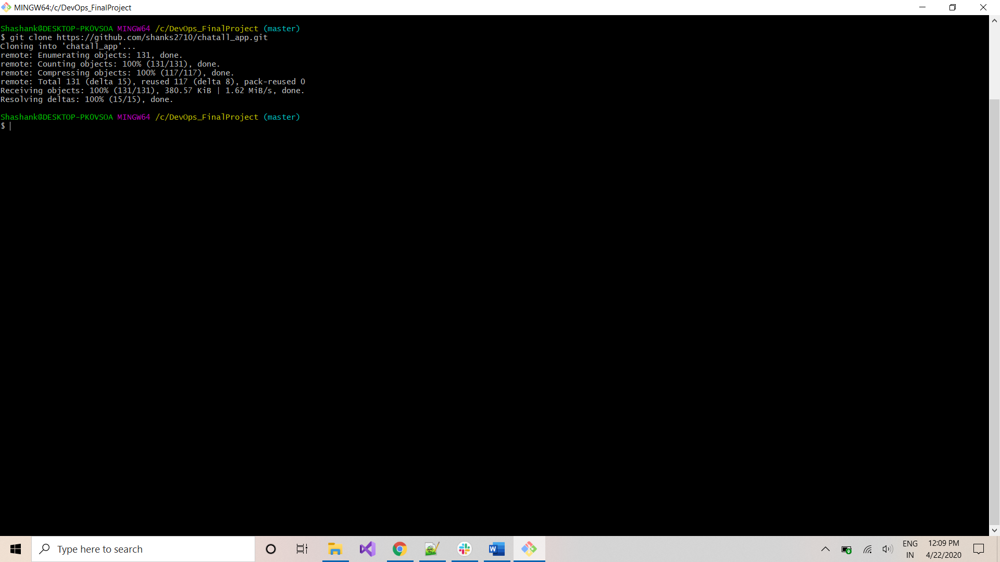 MINGW64:/c/DevOps_FinalProject
Shashank@DESKTOP-PK0VSOA MINGW64 /c/DevOps_FinalProject (master)
$ git clone https://github.com/shanks2710/chatall_app.git
Cloning into 'chatall_app'...
remote: Enumerating objects: 131, done.
remote: Counting objects: 100% (131/131), done.
remote: Compressing objects: 100% (117/117), done.
remote: Total 131 (delta 15), reused 117 (delta 8), pack-reused 0
Receiving objects: 100% (131/131), 380.57 KiB | 1.62 MiB/s, done.
Resolving deltas: 100% (15/15), done.
Shashank@DESKTOP-PK0VSOA MINGW64 /c/DevOps_FinalProject (master)
$
Type here to search
W
ENG
IN
12:09 PM
4/22/2020